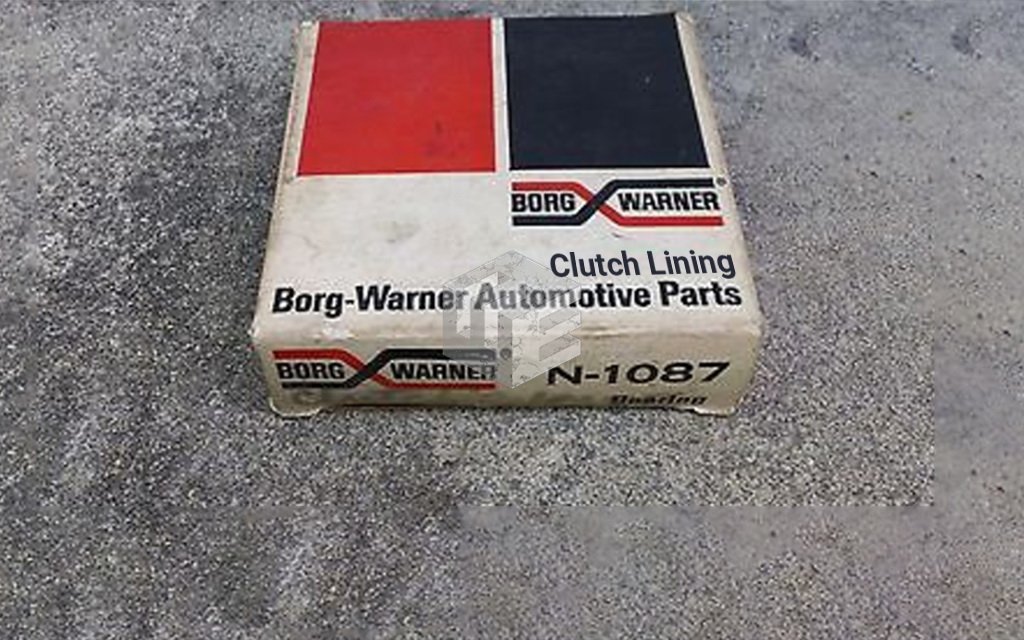 BORG WARNER®
Clutch Lining
Borg-Warner Automotive Parts
BORG WARNER® N-1087
Bearing